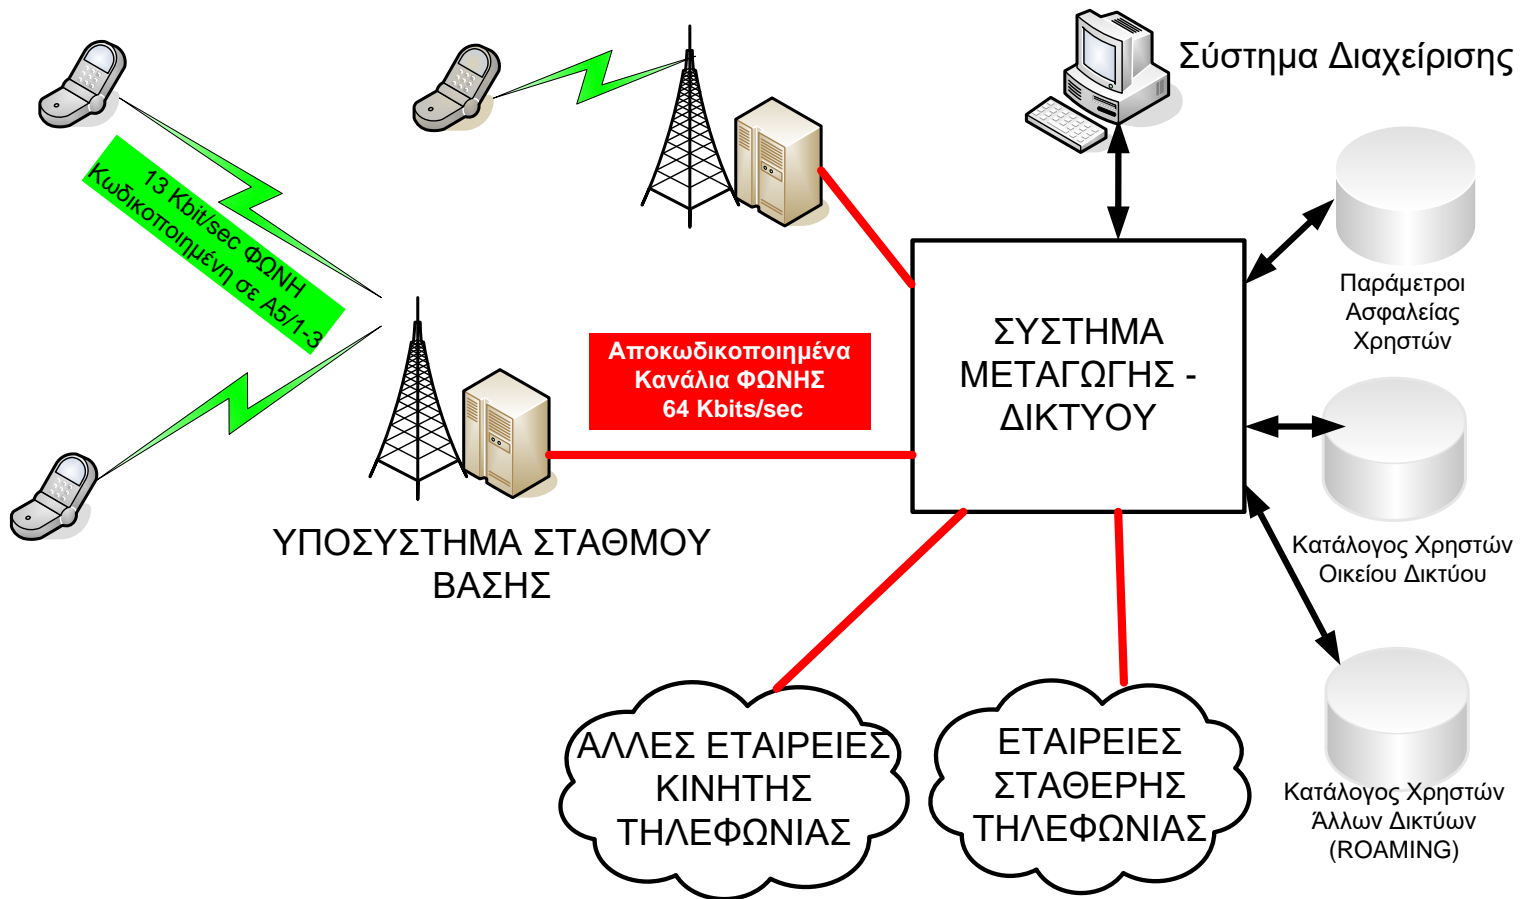 Σύστημα Διαχείρισης
13 Kbit/sec ΦΩΝΗ
Κωδικοποιημένη σε Α5/1-3
Παράμετροι
Ασφαλείας
Χρηστών
ΣΥΣΤΗΜΑ
ΜΕΤΑΓΩΓΗΣ -
ΔΙΚΤΥΟΥ
Αποκωδικοποιημένα
Κανάλια ΦΩΝΗΣ
64 Kbits/sec
ΥΠΟΣΥΣΤΗΜΑ ΣΤΑΘΜΟΥ
ΒΑΣΗΣ
Κατάλογος Χρηστών
Οικείου Δικτύου
ΑΛΛΕΣ ΕΤΑΙΡΕΙΕΣ
ΚΙΝΗΤΗΣ
ΤΗΛΕΦΩΝΙΑΣ
ΕΤΑΙΡΕΙΕΣ
ΣΤΑΘΕΡΗΣ
ΤΗΛΕΦΩΝΙΑΣ
Κατάλογος Χρηστών
Άλλων Δικτύων
(ROAMING)